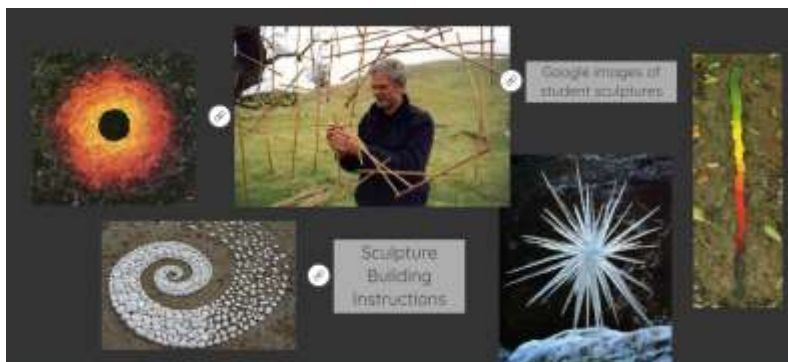 Google images of
student sculptures
Sculpture
Building
Instructions